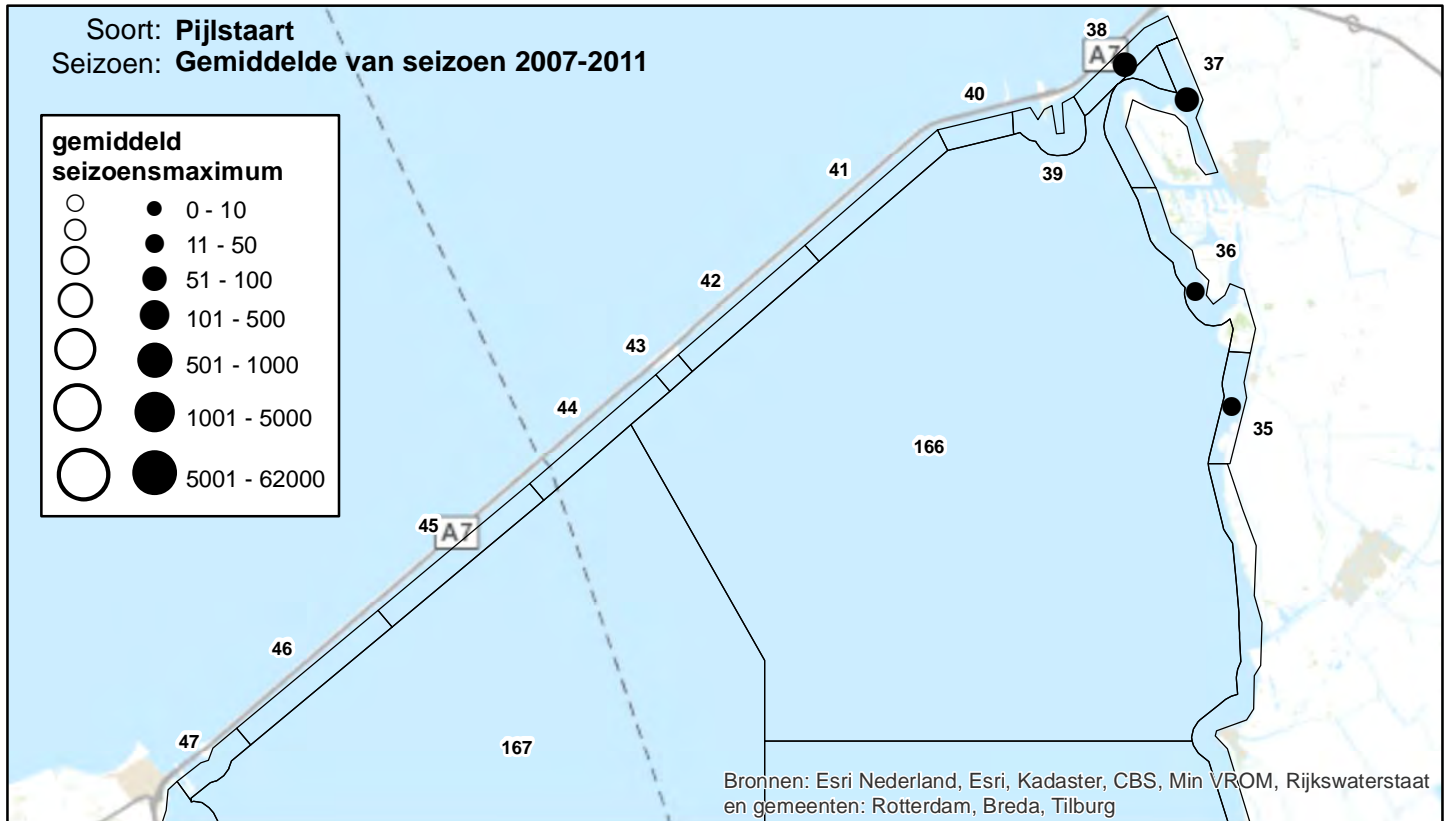 Soort: Pijlstaart
Seizoen: Gemiddelde van seizoen 2007-2011
gemiddeld
seizoensmaximum
0 - 10
11 - 50
51 - 100
101 - 500
501 - 1000
1001 - 5000
5001 - 62000
38
A7
37
40
41
39
42
36
43
44
35
166
45
A7
46
47
167
Bronnen: Esri Nederland, Esri, Kadaster, CBS, Min VROM, Rijkswaterstaat
en gemeenten: Rotterdam, Breda, Tilburg